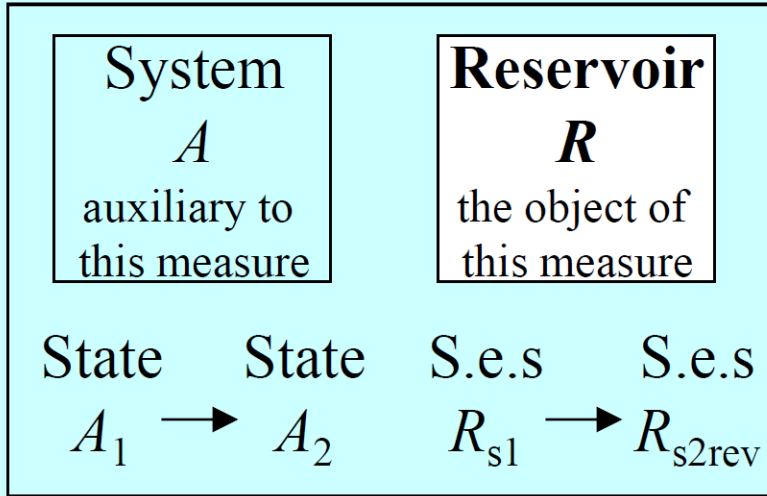 System
A
auxiliary to
this measure
Reservoir
R
the object of
this measure
State State S.e.s S.e.s
A1 → A2 Rs1 → Rs2rev